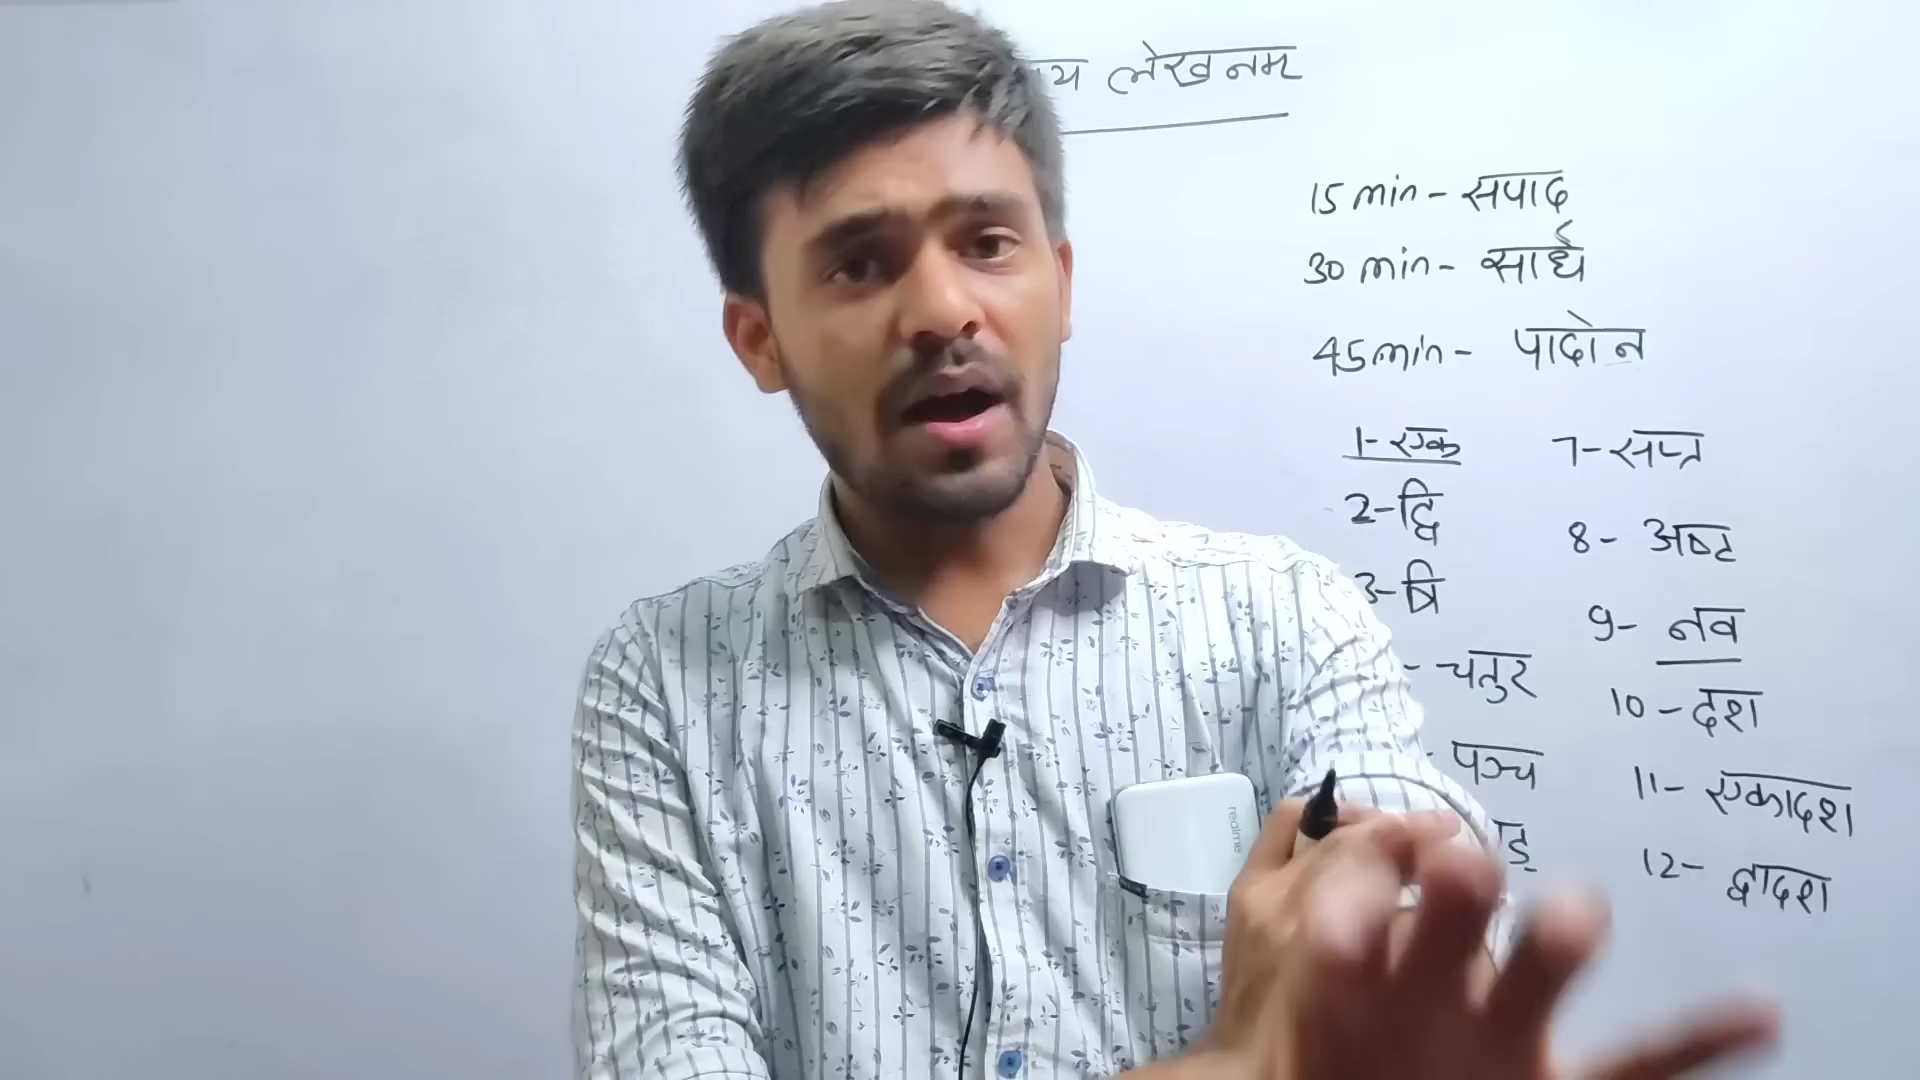 लेखनम
15 min - सपाद
30 min - सार्ध
45 min - पादोन
1- एक
2- द्वि
3- त्रि
- चतुर
- पञ्च
7- सप्त
8- अष्ट
9- नव
10 - दश
11- एकादश
12- द्वादश
realme